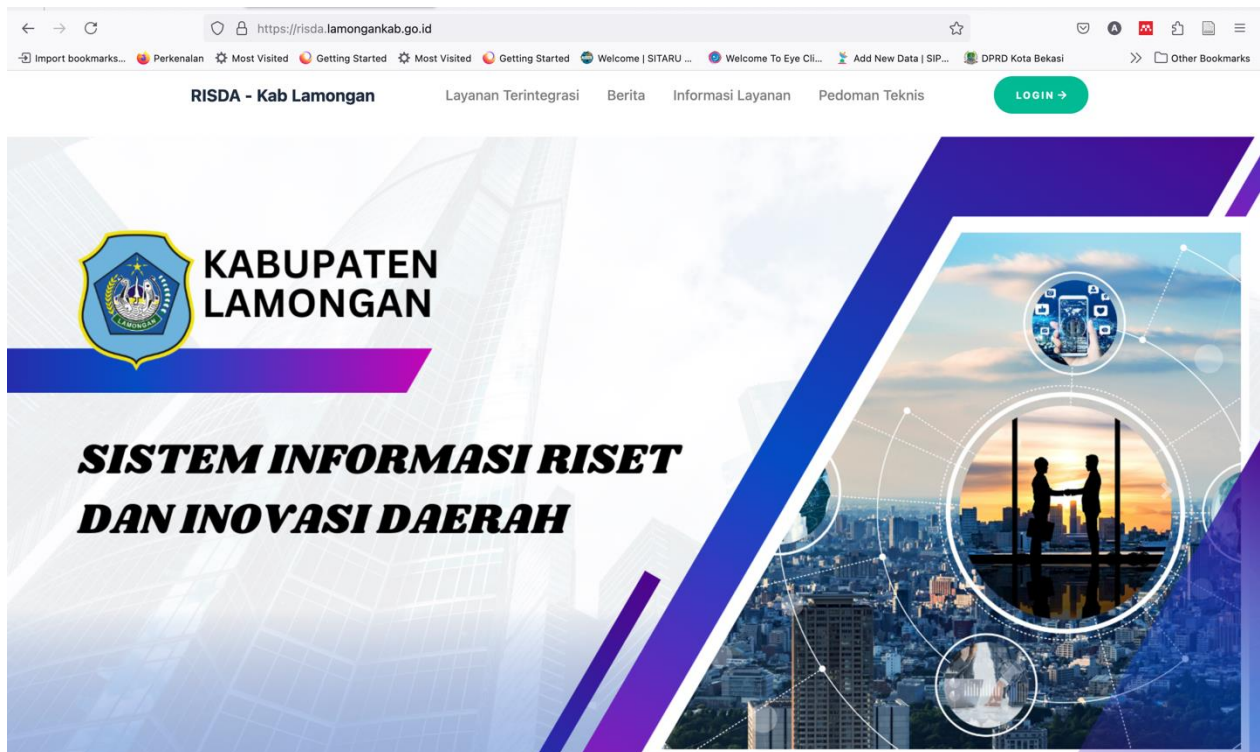 https://risda.lamongankab.go.id
Import bookmarks... Perkenalan Most Visited Getting Started Most Visited Getting Started Welcome | SITARU ... Welcome To Eye Cli... Add New Data | SIP... DPRD Kota Bekasi Other Bookmarks
RISDA - Kab Lamongan Layanan Terintegrasi Berita Informasi Layanan Pedoman Teknis LOGIN →
KABUPATEN
LAMONGAN
LAMONGAN
SISTEM INFORMASI RISET
DAN INOVASI DAERAH